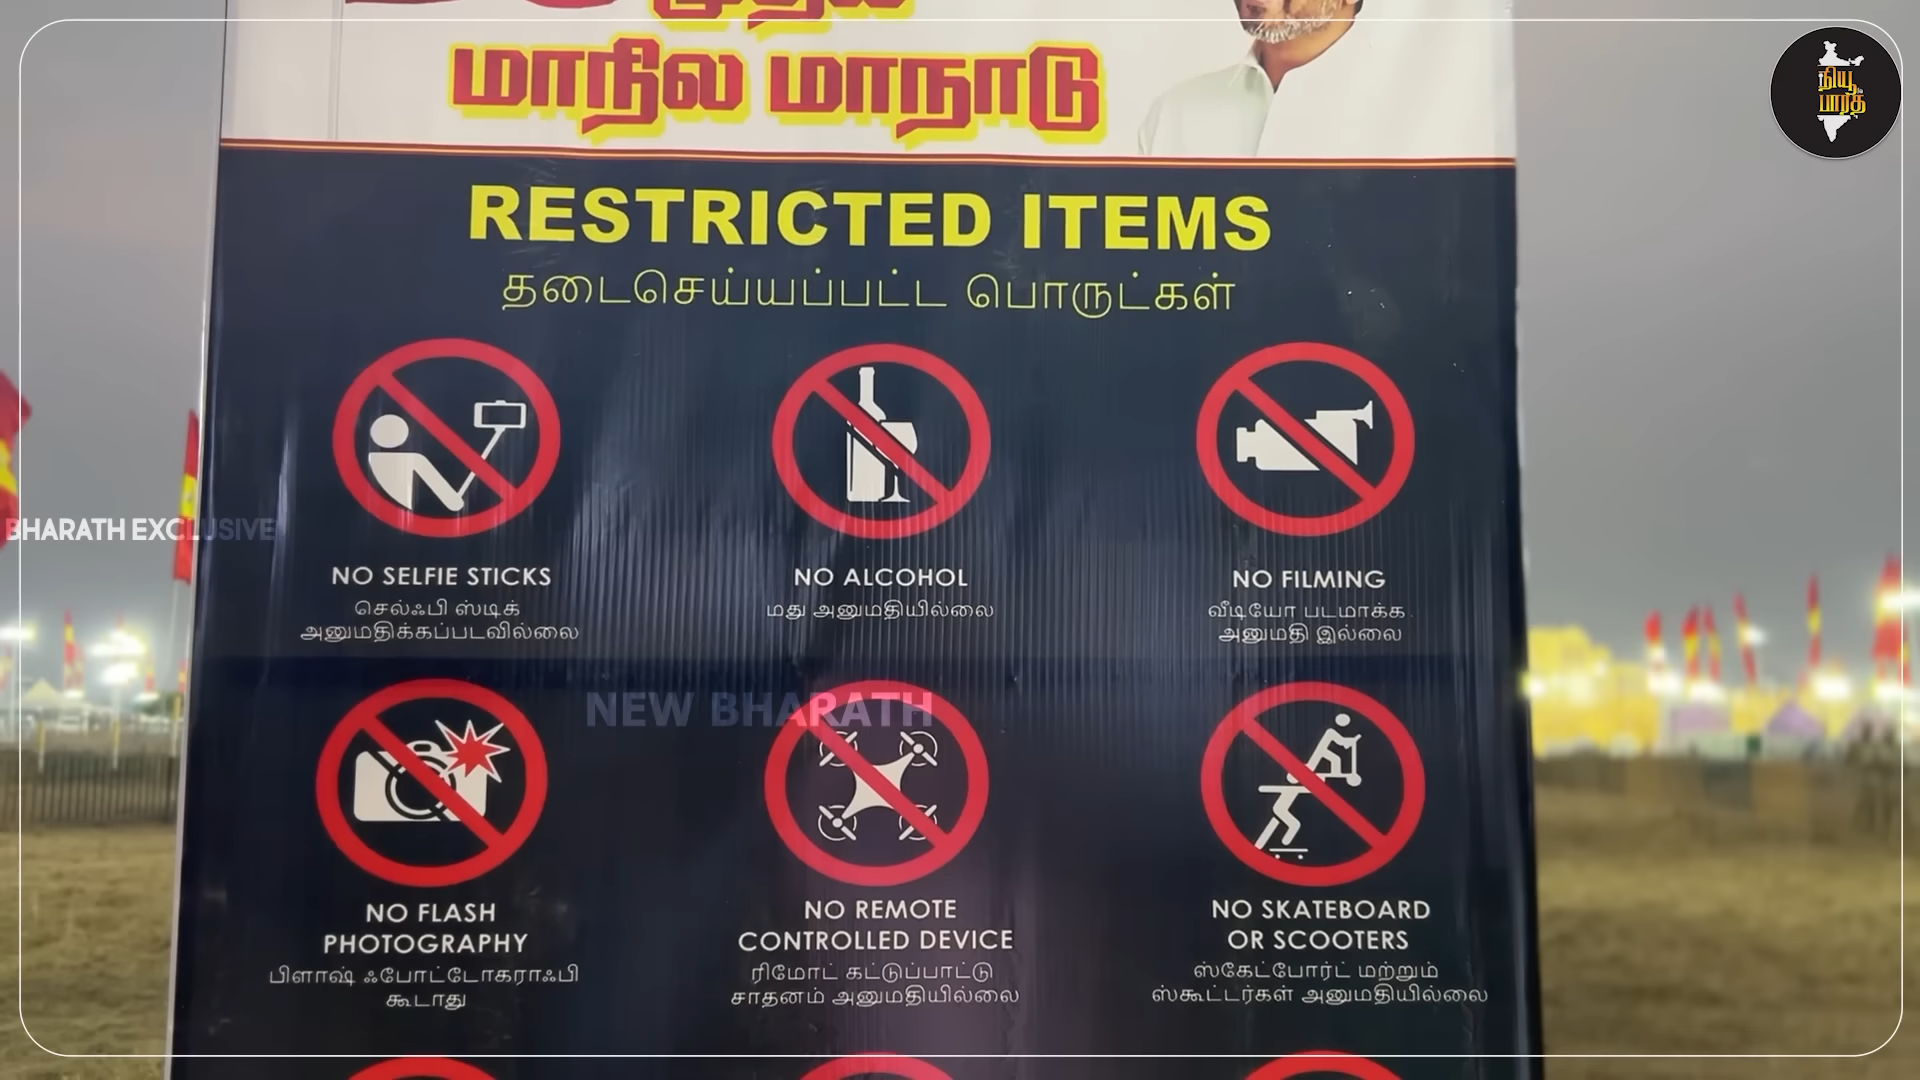 மாநில மாநாடு
நியூ
பாரத்
RESTRICTED ITEMS
தடைசெய்யப்பட்ட பொருட்கள்
BHARATH EXCLUSIVE
NO SELFIE STICKS
செல்ஃபி ஸ்டிக்
அனுமதிக்கப்படவில்லை
NO ALCOHOL
மது அனுமதியில்லை
NO FILMING
வீடியோ படமாக்க
அனுமதி இல்லை
NEW BHARATH
NO FLASH
PHOTOGRAPHY
பிளாஷ் ஃபோட்டோகராஃபி
கூடாது
NO REMOTE
CONTROLLED DEVICE
ரிமோட் கட்டுப்பாட்டு
சாதனம் அனுமதியில்லை
NO SKATEBOARD
OR SCOOTERS
ஸ்கேட்போர்ட் மற்றும்
ஸ்கூட்டர்கள் அனுமதியில்லை